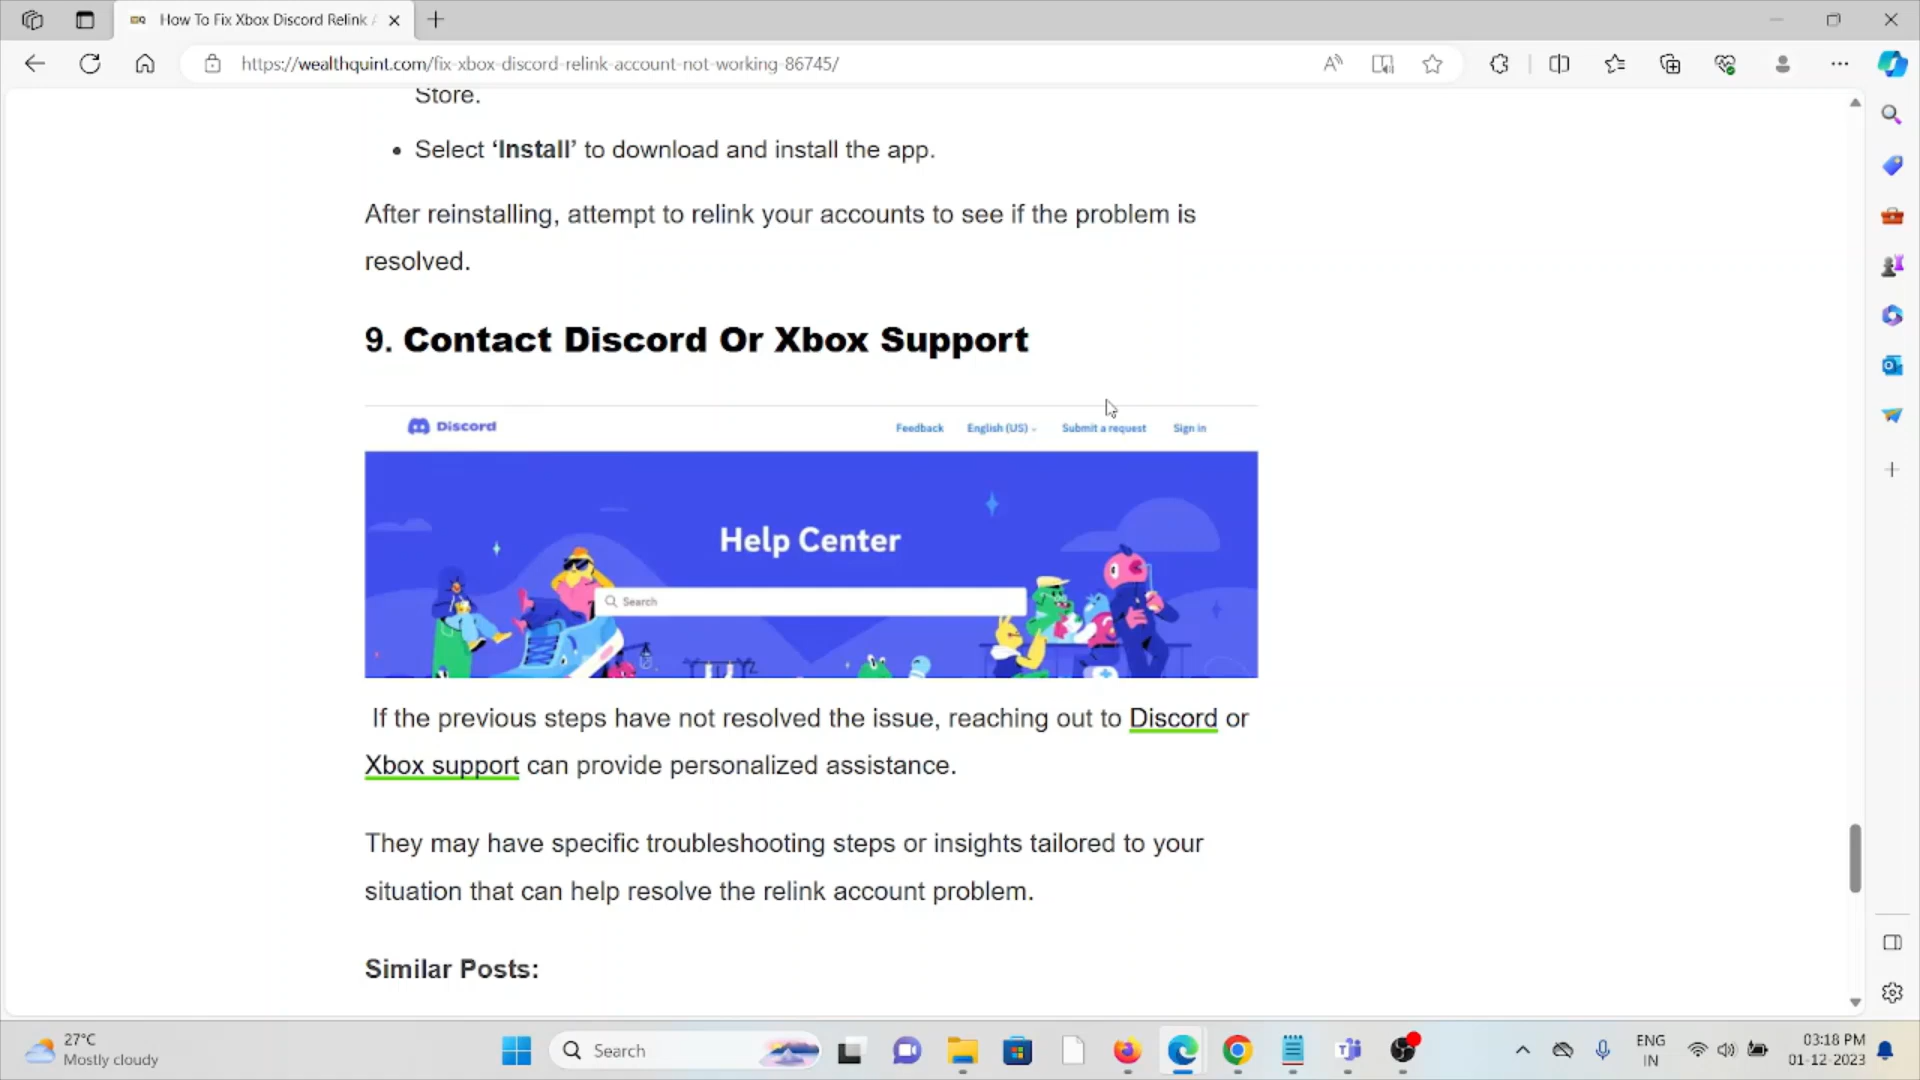 How To Fix Xbox Discord Relink A
https://wealthquint.com/fix-xbox-discord-relink-account-not-working-86745/
Store.
• Select ‘Install’ to download and install the app.
After reinstalling, attempt to relink your accounts to see if the problem is
resolved.
9. Contact Discord Or Xbox Support
Discord
Feedback English (US) Submit a request Sign in
Help Center
Search
If the previous steps have not resolved the issue, reaching out to Discord or
Xbox support can provide personalized assistance.
They may have specific troubleshooting steps or insights tailored to your
situation that can help resolve the relink account problem.
Similar Posts:
27°C
Mostly cloudy
Search
ENG
IN
03:18 PM
01-12-2023